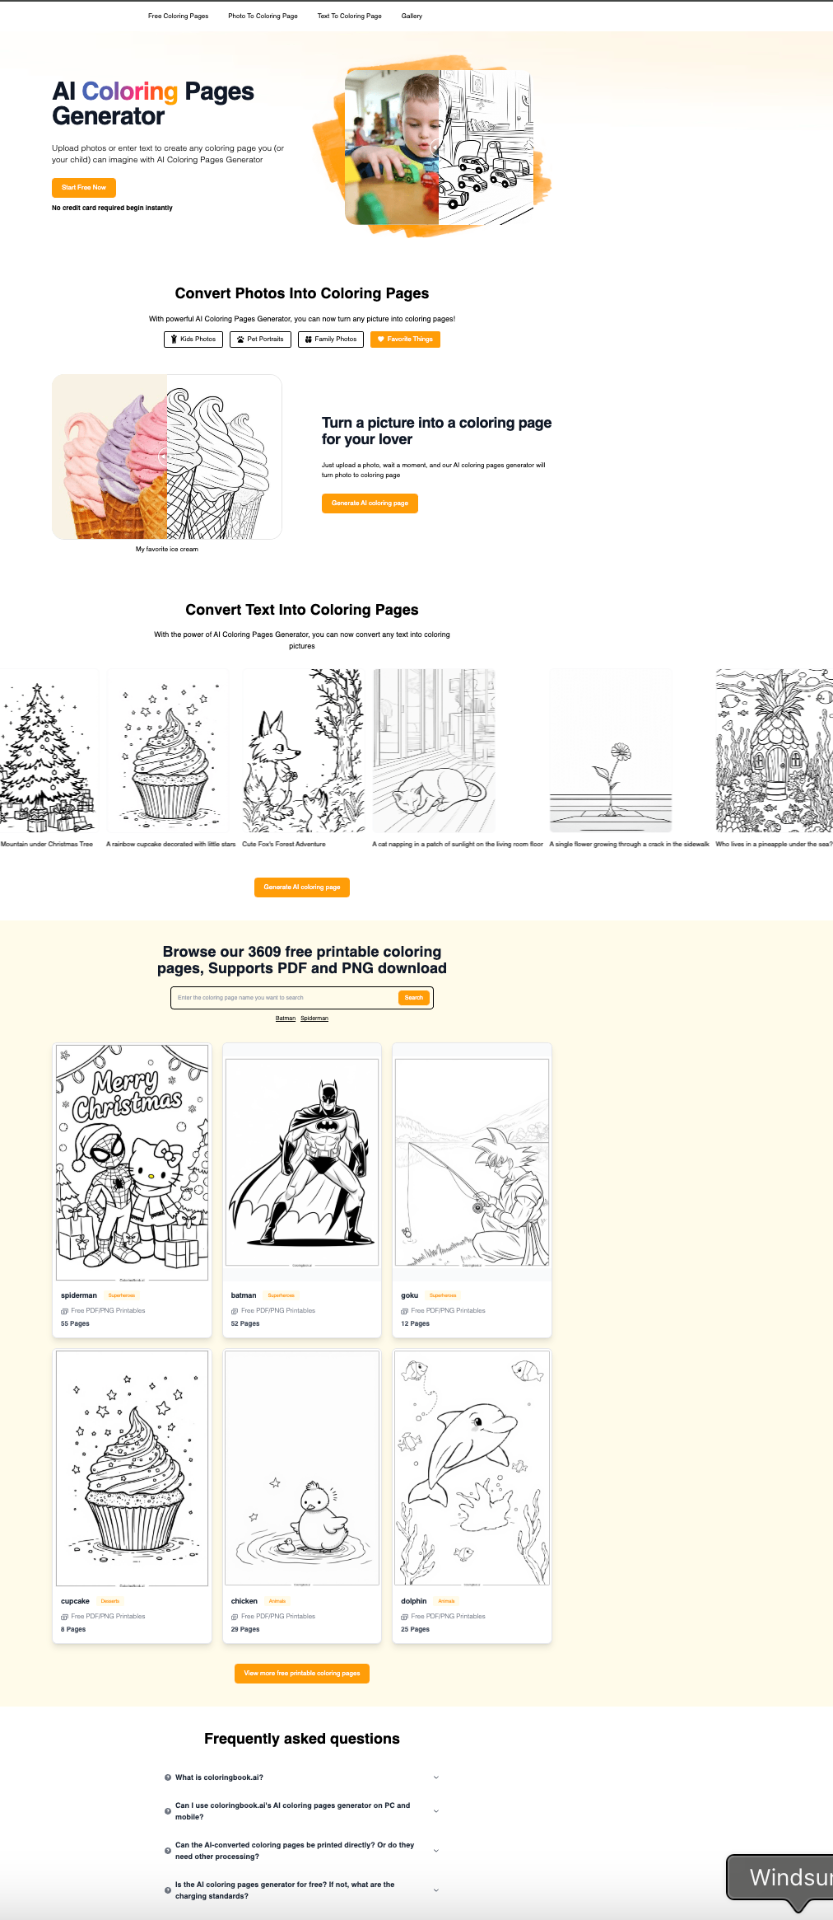 Free Coloring Pages
Photo To Coloring Page
Text To Coloring Page
Gallery
AI Coloring Pages
Generator
Upload photos or enter text to create any coloring page you (or
your child) can imagine with AI Coloring Pages Generator
Start Free Now
No credit card required begin instantly
Convert Photos Into Coloring Pages
With powerful AI Coloring Pages Generator, you can now turn any picture into coloring pages!
Kids Photos
Pet Portraits
Family Photos
Favorite Things
Turn a picture into a coloring page
for your lover
Just upload a photo, wait a moment, and our AI coloring pages generator will
turn photo to coloring page
Generate AI coloring page
My favorite ice cream
Convert Text Into Coloring Pages
With the power of AI Coloring Pages Generator, you can now convert any text into coloring
pictures
Mountain under Christmas Tree
A rainbow cupcake decorated with little stars
Cute Fox's Forest Adventure
A cat napping in a patch of sunlight on the living room floor
A single flower growing through a crack in the sidewalk
Who lives in a pineapple under the sea?
Generate AI coloring page
Browse our 3609 free printable coloring
pages, Supports PDF and PNG download
Enter the coloring page name you want to search
Search
Batman Spiderman
Merry
Christmas
spiderman Superheroes
Free PDF/PNG Printables
55 Pages
batman Superheroes
Free PDF/PNG Printables
52 Pages
goku Superheroes
Free PDF/PNG Printables
12 Pages
cupcake Desserts
Free PDF/PNG Printables
8 Pages
chicken Animals
Free PDF/PNG Printables
29 Pages
dolphin Animals
Free PDF/PNG Printables
25 Pages
View more free printable coloring pages
Frequently asked questions
What is coloringbook.ai?
Can I use coloringbook.ai's AI coloring pages generator on PC and
mobile?
Can the AI-converted coloring pages be printed directly? Or do they
need other processing?
Is the AI coloring pages generator for free? If not, what are the
charging standards?
Windsur